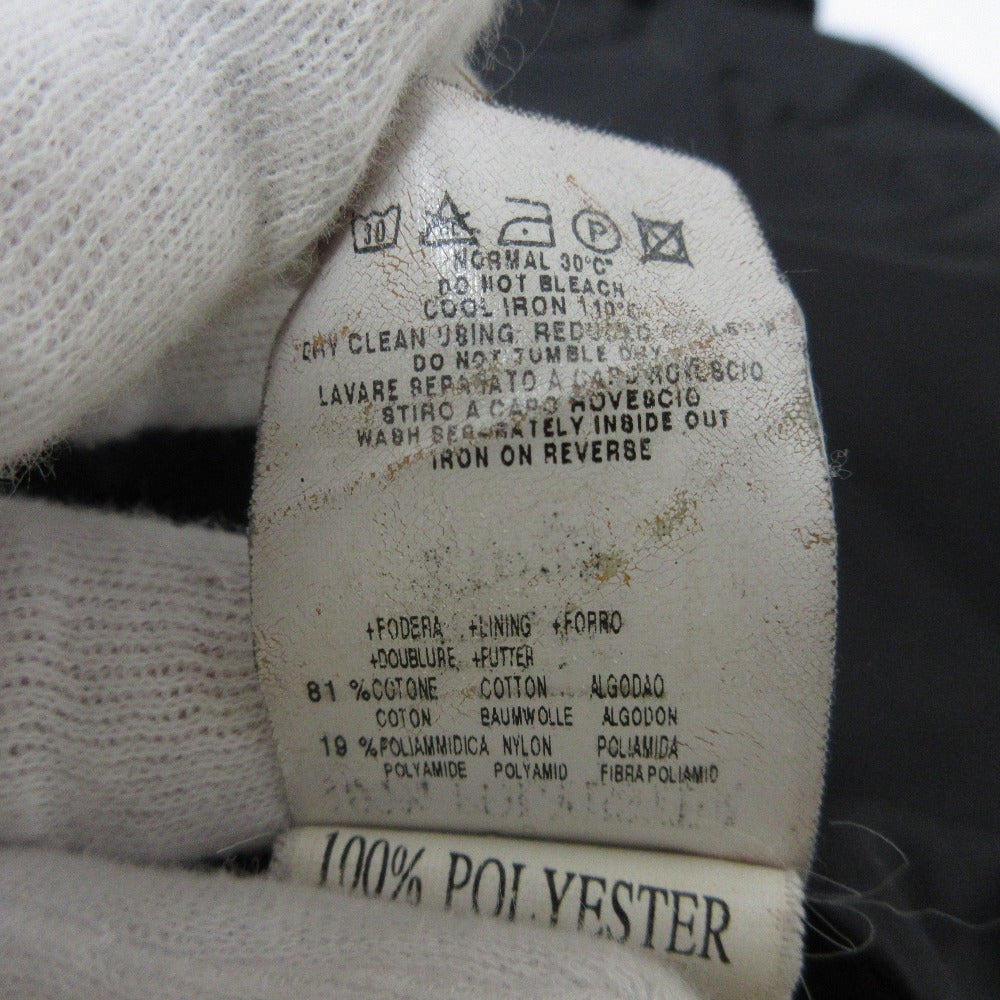 30 P
NORMAL 30°C
DO NOT BLEACH
COOL IRON 110°C
DRY CLEAN USING REDUCED
DO NOT TUMBLE DRY
LAVARE SEPARATO A CAPO ROVESCIO
STIRO A CAPO ROVESCIO
WASH SEPARATELY INSIDE OUT
IRON ON REVERSE
+FODERA +LINING +FORRO
+DOUBLURE +FUTTER
81 % COTONE COTTON ALGODAO
COTON BAUMWOLLE ALGODON
19 % POLIAMMIDICA NYLON POLIAMIDA
POLYAMIDE POLYAMID FIBRA POLIAMID
100% POLYESTER